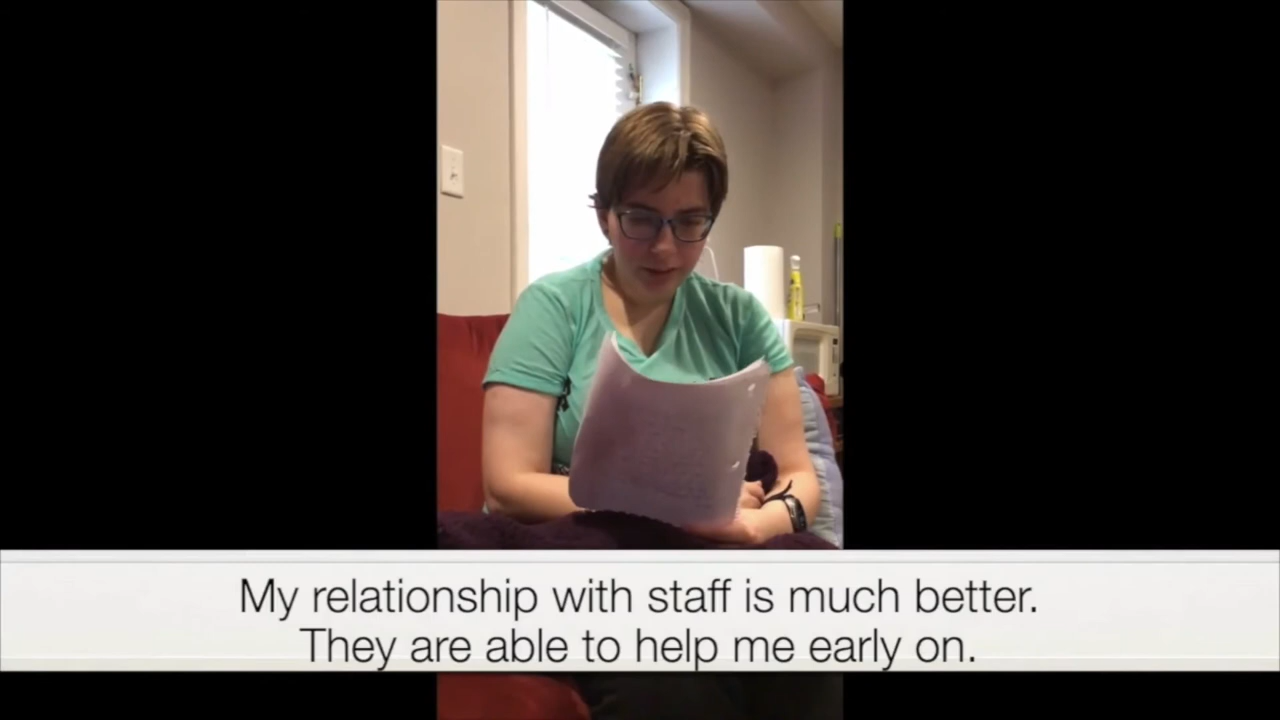 My relationship with staff is much better.
They are able to help me early on.